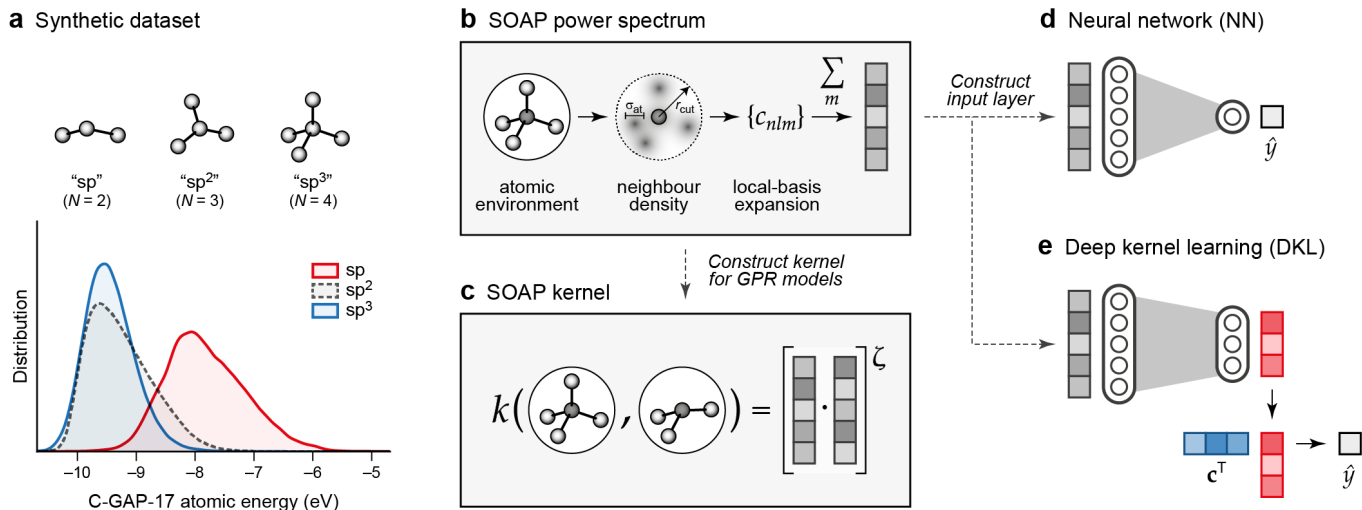 a Synthetic dataset
“sp”
(N = 2)
“sp²”
(N = 3)
“sp³”
(N = 4)
Distribution
sp
sp²
sp³
–10
–9
–8
–7
–6
–5
C-GAP-17 atomic energy (eV)
b SOAP power spectrum
σat
rcut
{cnlm}
∑
m
atomic
environment
neighbour
density
local-basis
expansion
Construct kernel
for GPR models
c SOAP kernel
k( , ) = [ · ]ζ
Construct
input layer
d Neural network (NN)
ŷ
e Deep kernel learning (DKL)
cᵀ
ŷ